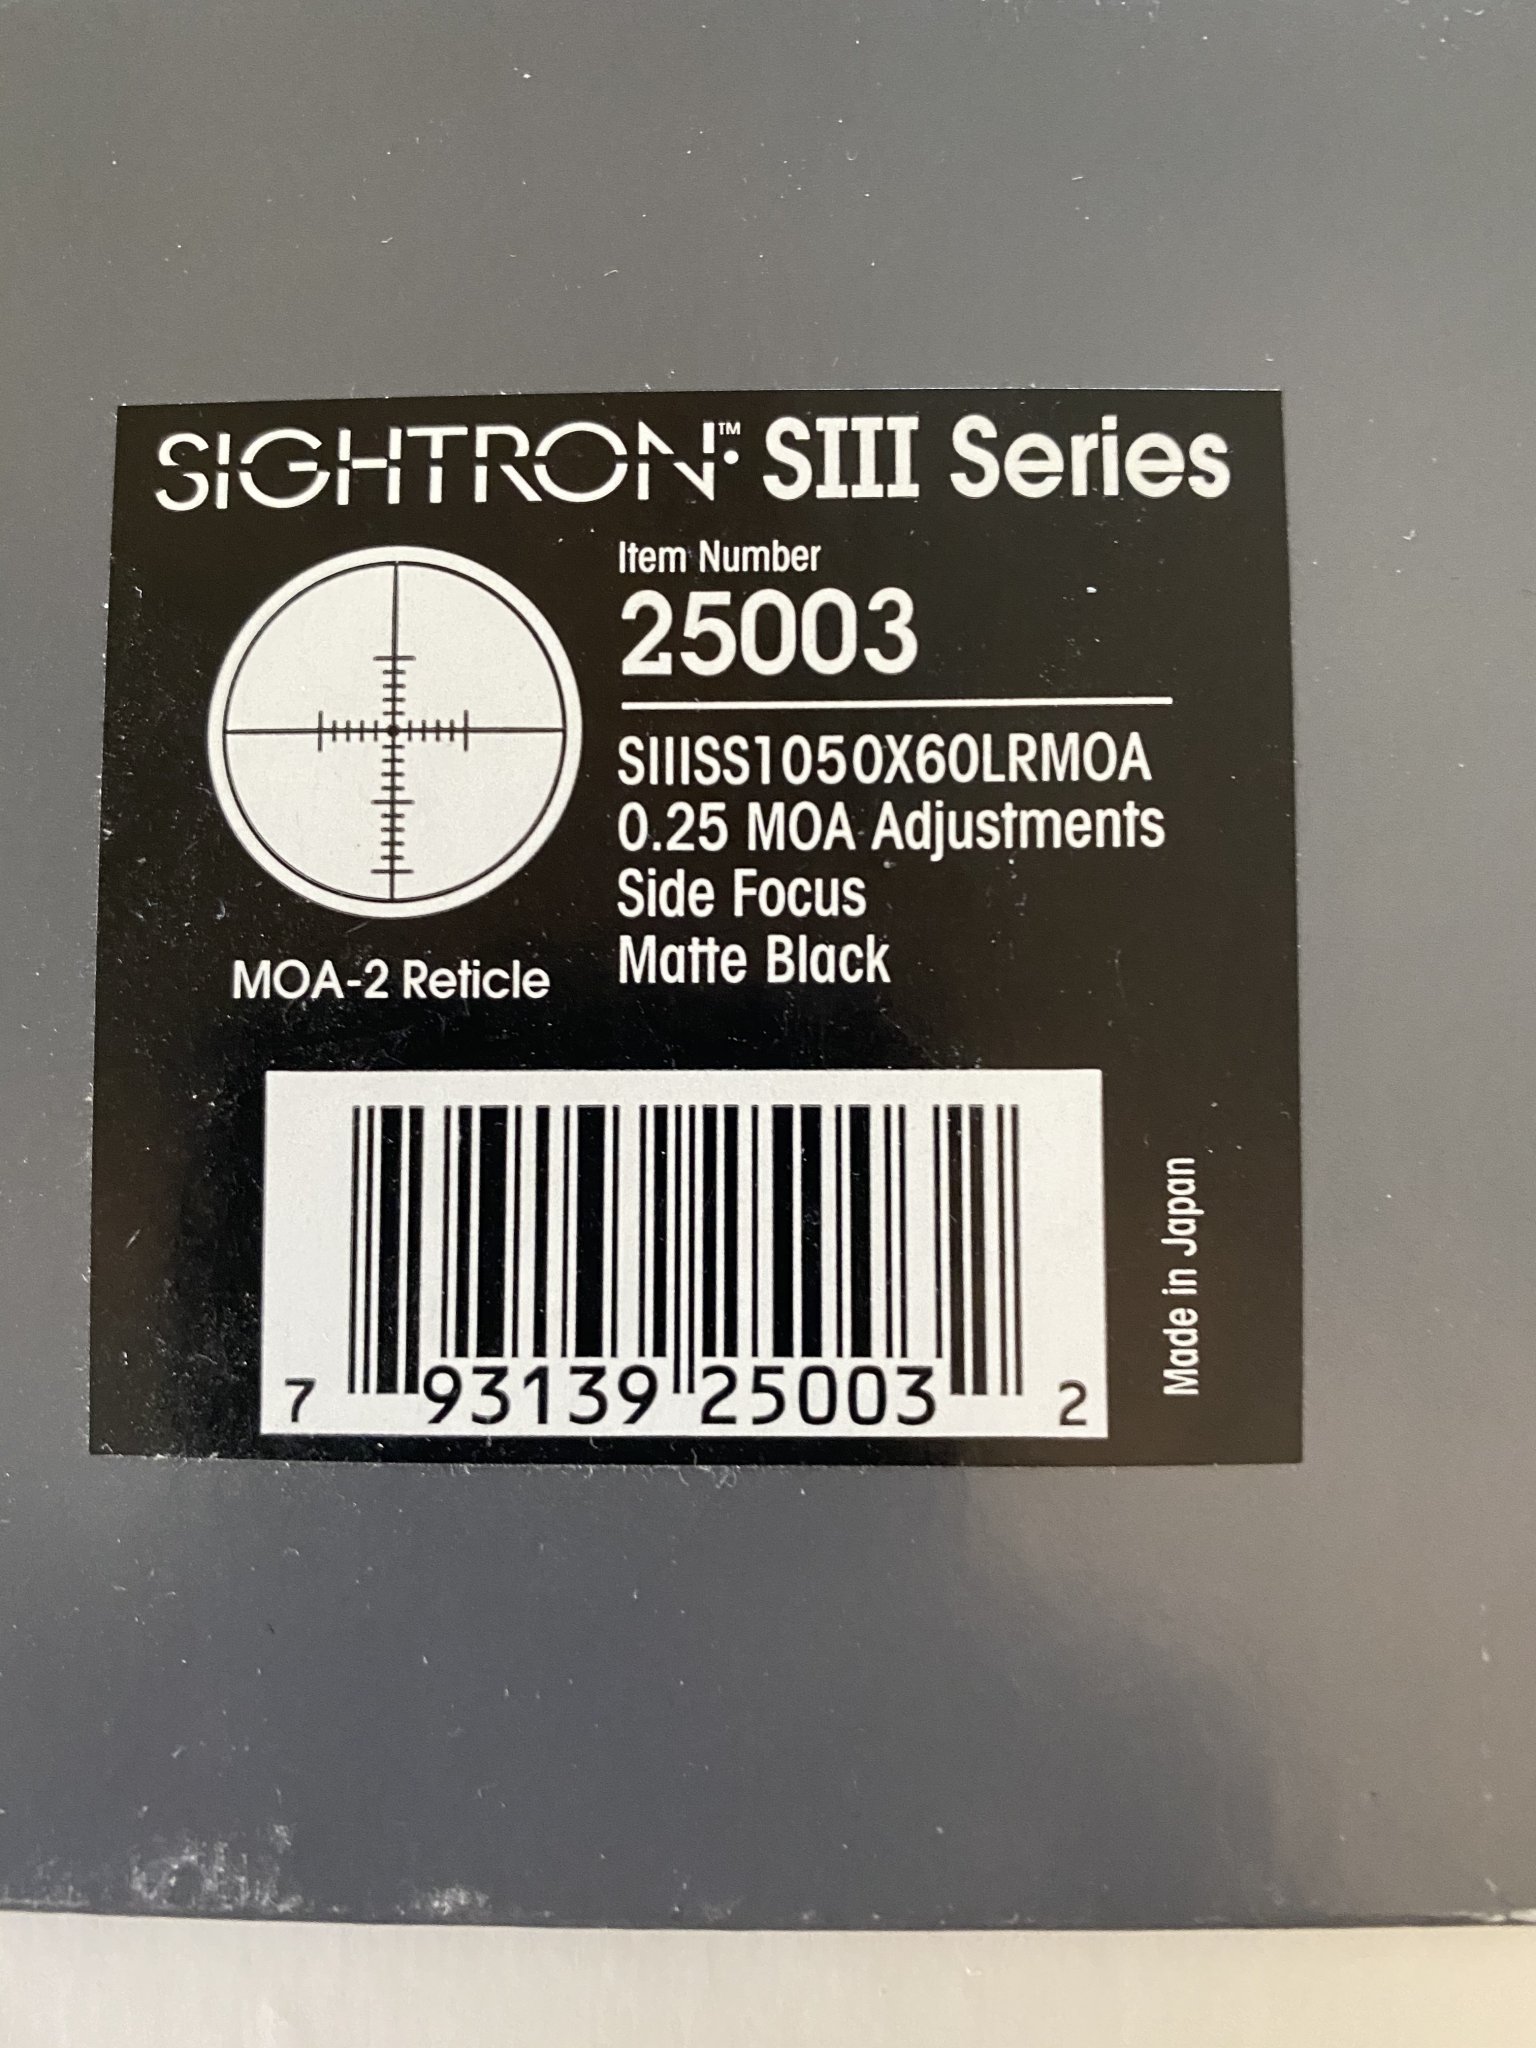 SIGHTRON™ SIII Series
Item Number
25003
SIIISS1050X60LRMOA
0.25 MOA Adjustments
Side Focus
Matte Black
MOA-2 Reticle
7 93139 25003 2
Made in Japan